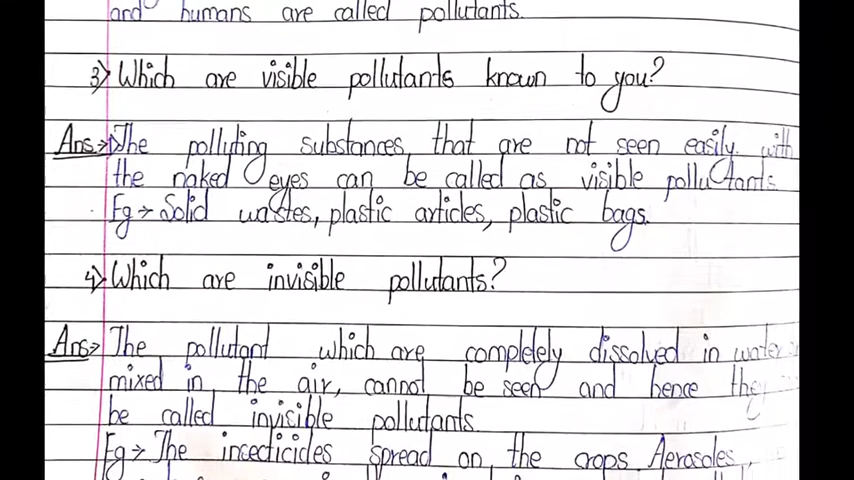 and humans are called pollutants.
3) Which are visible pollutants known to you?
Ans:→ The polluting substances, that are not seen easily with
the naked eyes can be called as visible pollutants
Eg → Solid wastes, plastic articles, plastic bags.
4) Which are invisible pollutants?
Ans→ The pollutant which are completely dissolved in water
mixed in the air, cannot be seen and hence they
be called invisible pollutants.
Eg → The incecticides spread on the crops Aerosoles,